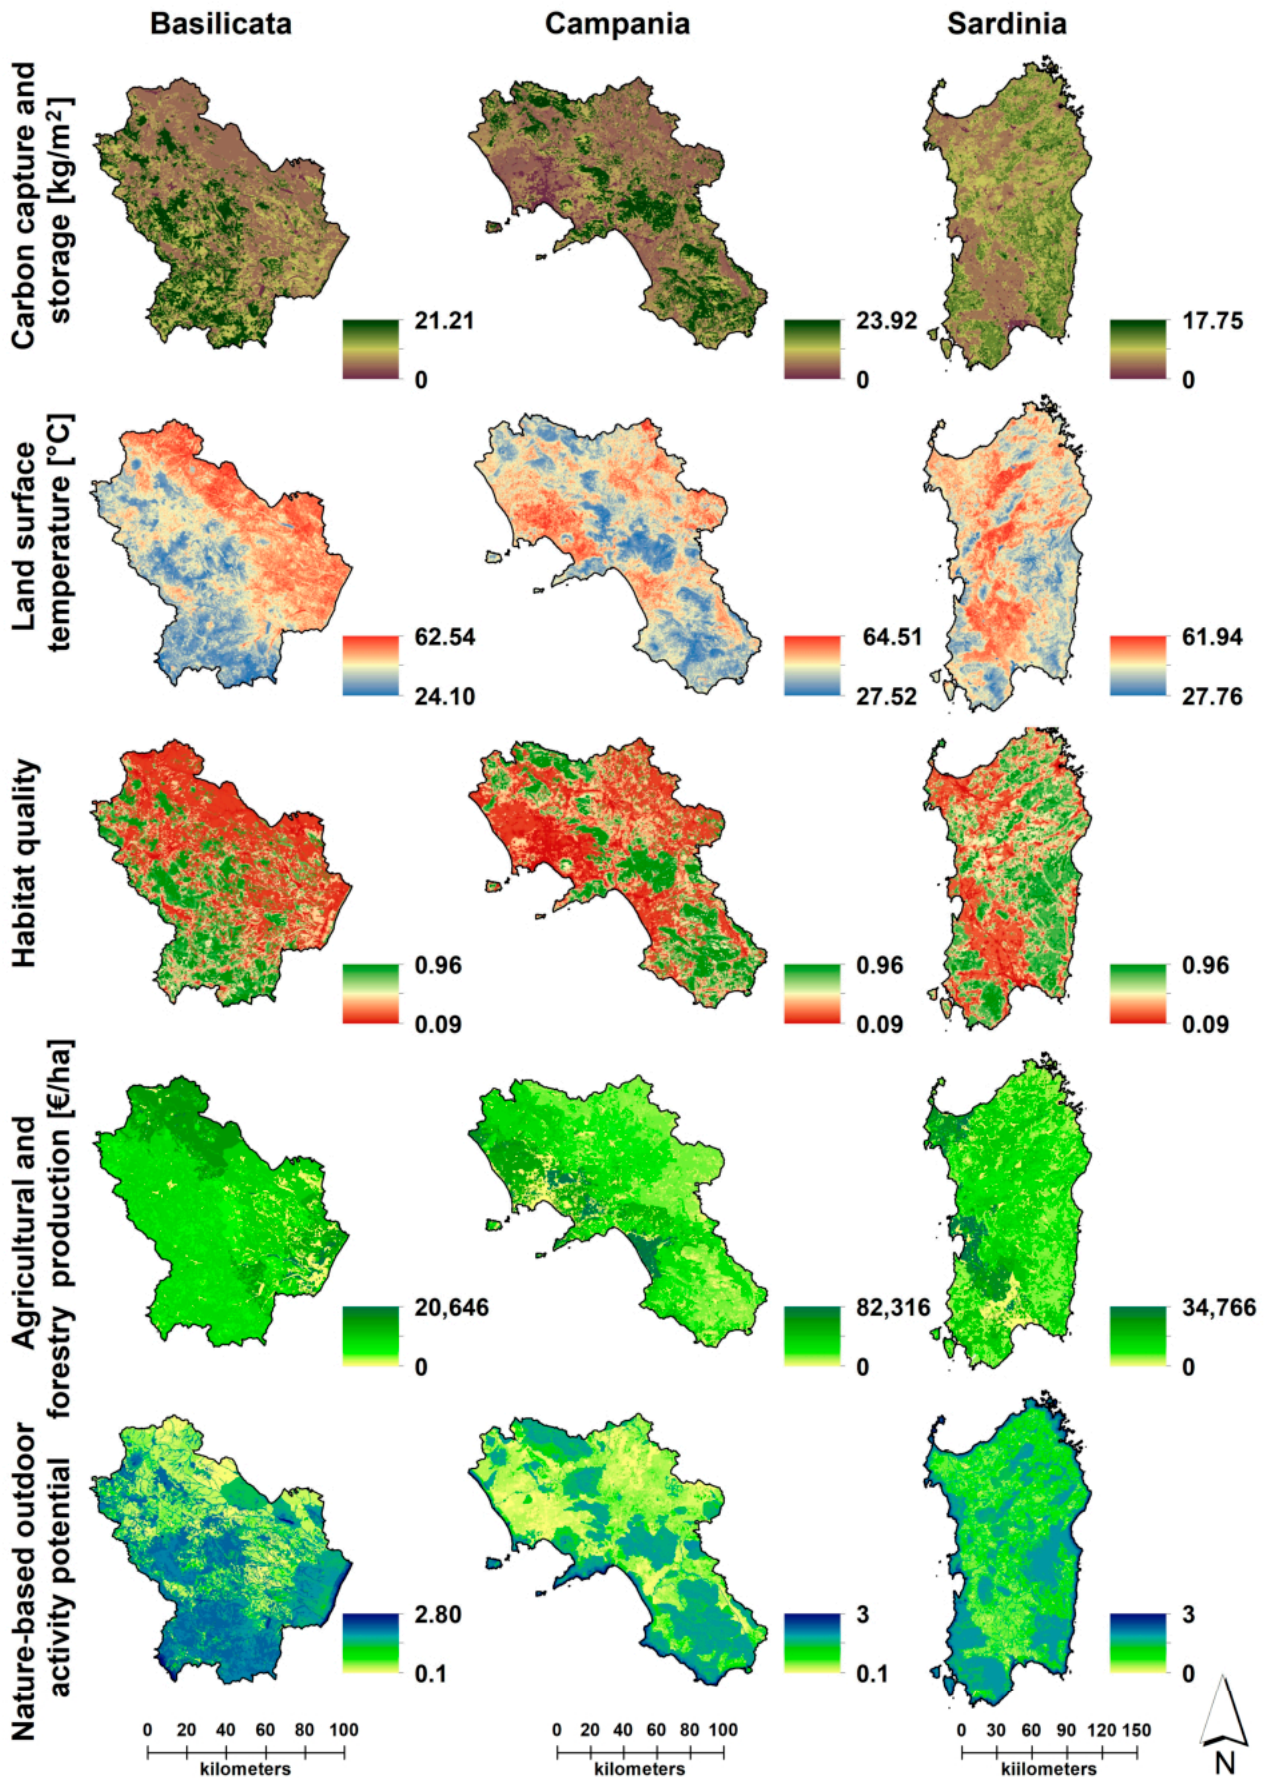 Basilicata
Campania
Sardinia
Carbon capture and
storage [kg/m²]
21.21
0
23.92
0
17.75
0
Land surface
temperature [°C]
62.54
24.10
64.51
27.52
61.94
27.76
Habitat quality
0.96
0.09
0.96
0.09
0.96
0.09
Agricultural and
forestry production [€/ha]
20,646
0
82,316
0
34,766
0
Nature-based outdoor
activity potential
2.80
0.1
3
0.1
3
0
0 20 40 60 80 100
kilometers
0 20 40 60 80 100
kilometers
0 30 60 90 120 150
kiilometers
N